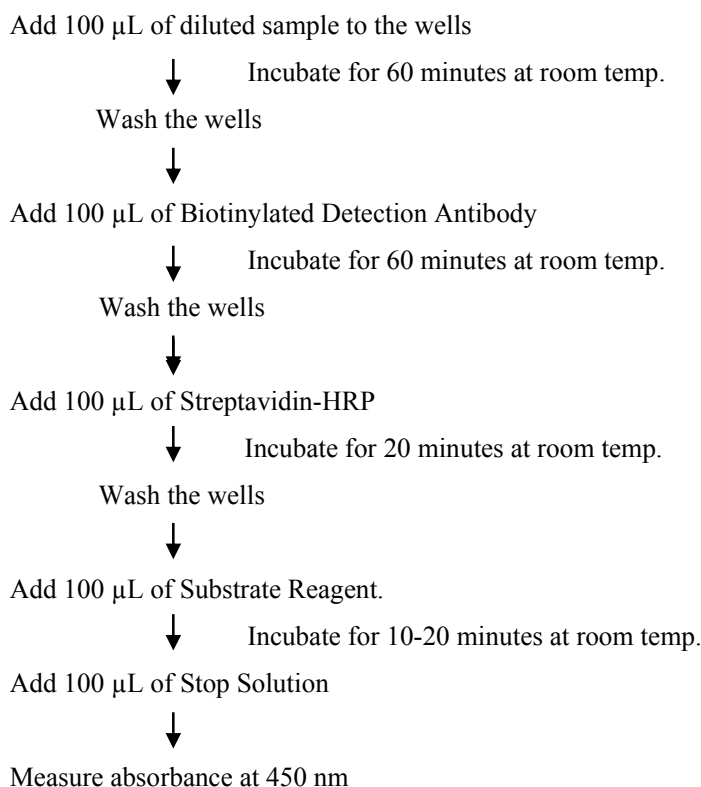 Add 100 µL of diluted sample to the wells
Incubate for 60 minutes at room temp.
Wash the wells
Add 100 µL of Biotinylated Detection Antibody
Incubate for 60 minutes at room temp.
Wash the wells
Add 100 µL of Streptavidin-HRP
Incubate for 20 minutes at room temp.
Wash the wells
Add 100 µL of Substrate Reagent.
Incubate for 10-20 minutes at room temp.
Add 100 µL of Stop Solution
Measure absorbance at 450 nm